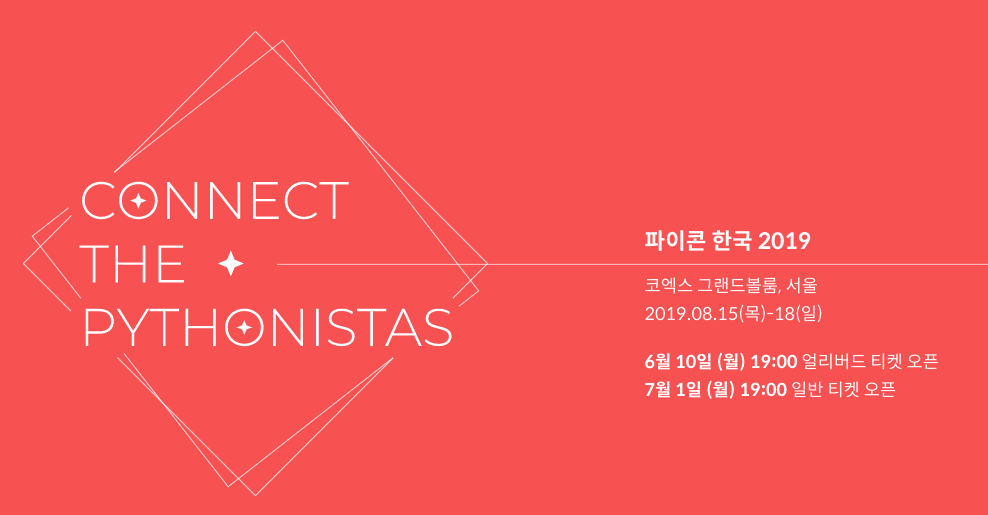 CONNECT
THE
PYTHONISTAS
파이콘 한국 2019
코엑스 그랜드볼룸, 서울
2019.08.15(목)-18(일)
6월 10일 (월) 19:00 얼리버드 티켓 오픈
7월 1일 (월) 19:00 일반 티켓 오픈